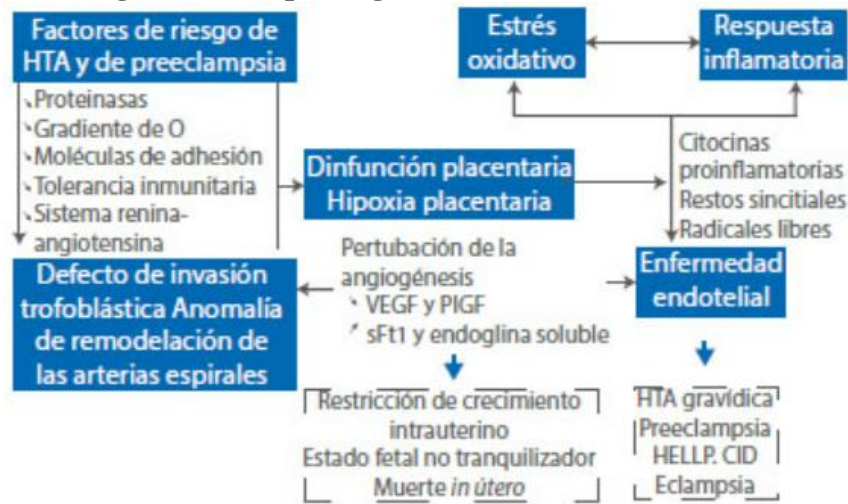 Factores de riesgo de
HTA y de preeclampsia
Proteinasas
Gradiente de O
Moléculas de adhesión
Tolerancia inmunitaria
Sistema renina-
angiotensina
Defecto de invasión
trofoblástica Anomalía
de remodelación de
las arterias espirales
Dinfunción placentaria
Hipoxia placentaria
Pertubación de la
angiogénesis
VEGF y PIGF
sFt1 y endoglina soluble
Restricción de crecimiento
intrauterino
Estado fetal no tranquilizador
Muerte in útero
Estrés
oxidativo
Respuesta
inflamatoria
Citocinas
proinflamatorias
Restos sincitiales
Radicales libres
Enfermedad
endotelial
HTA gravídica
Preeclampsia
HELLP. CID
Eclampsia